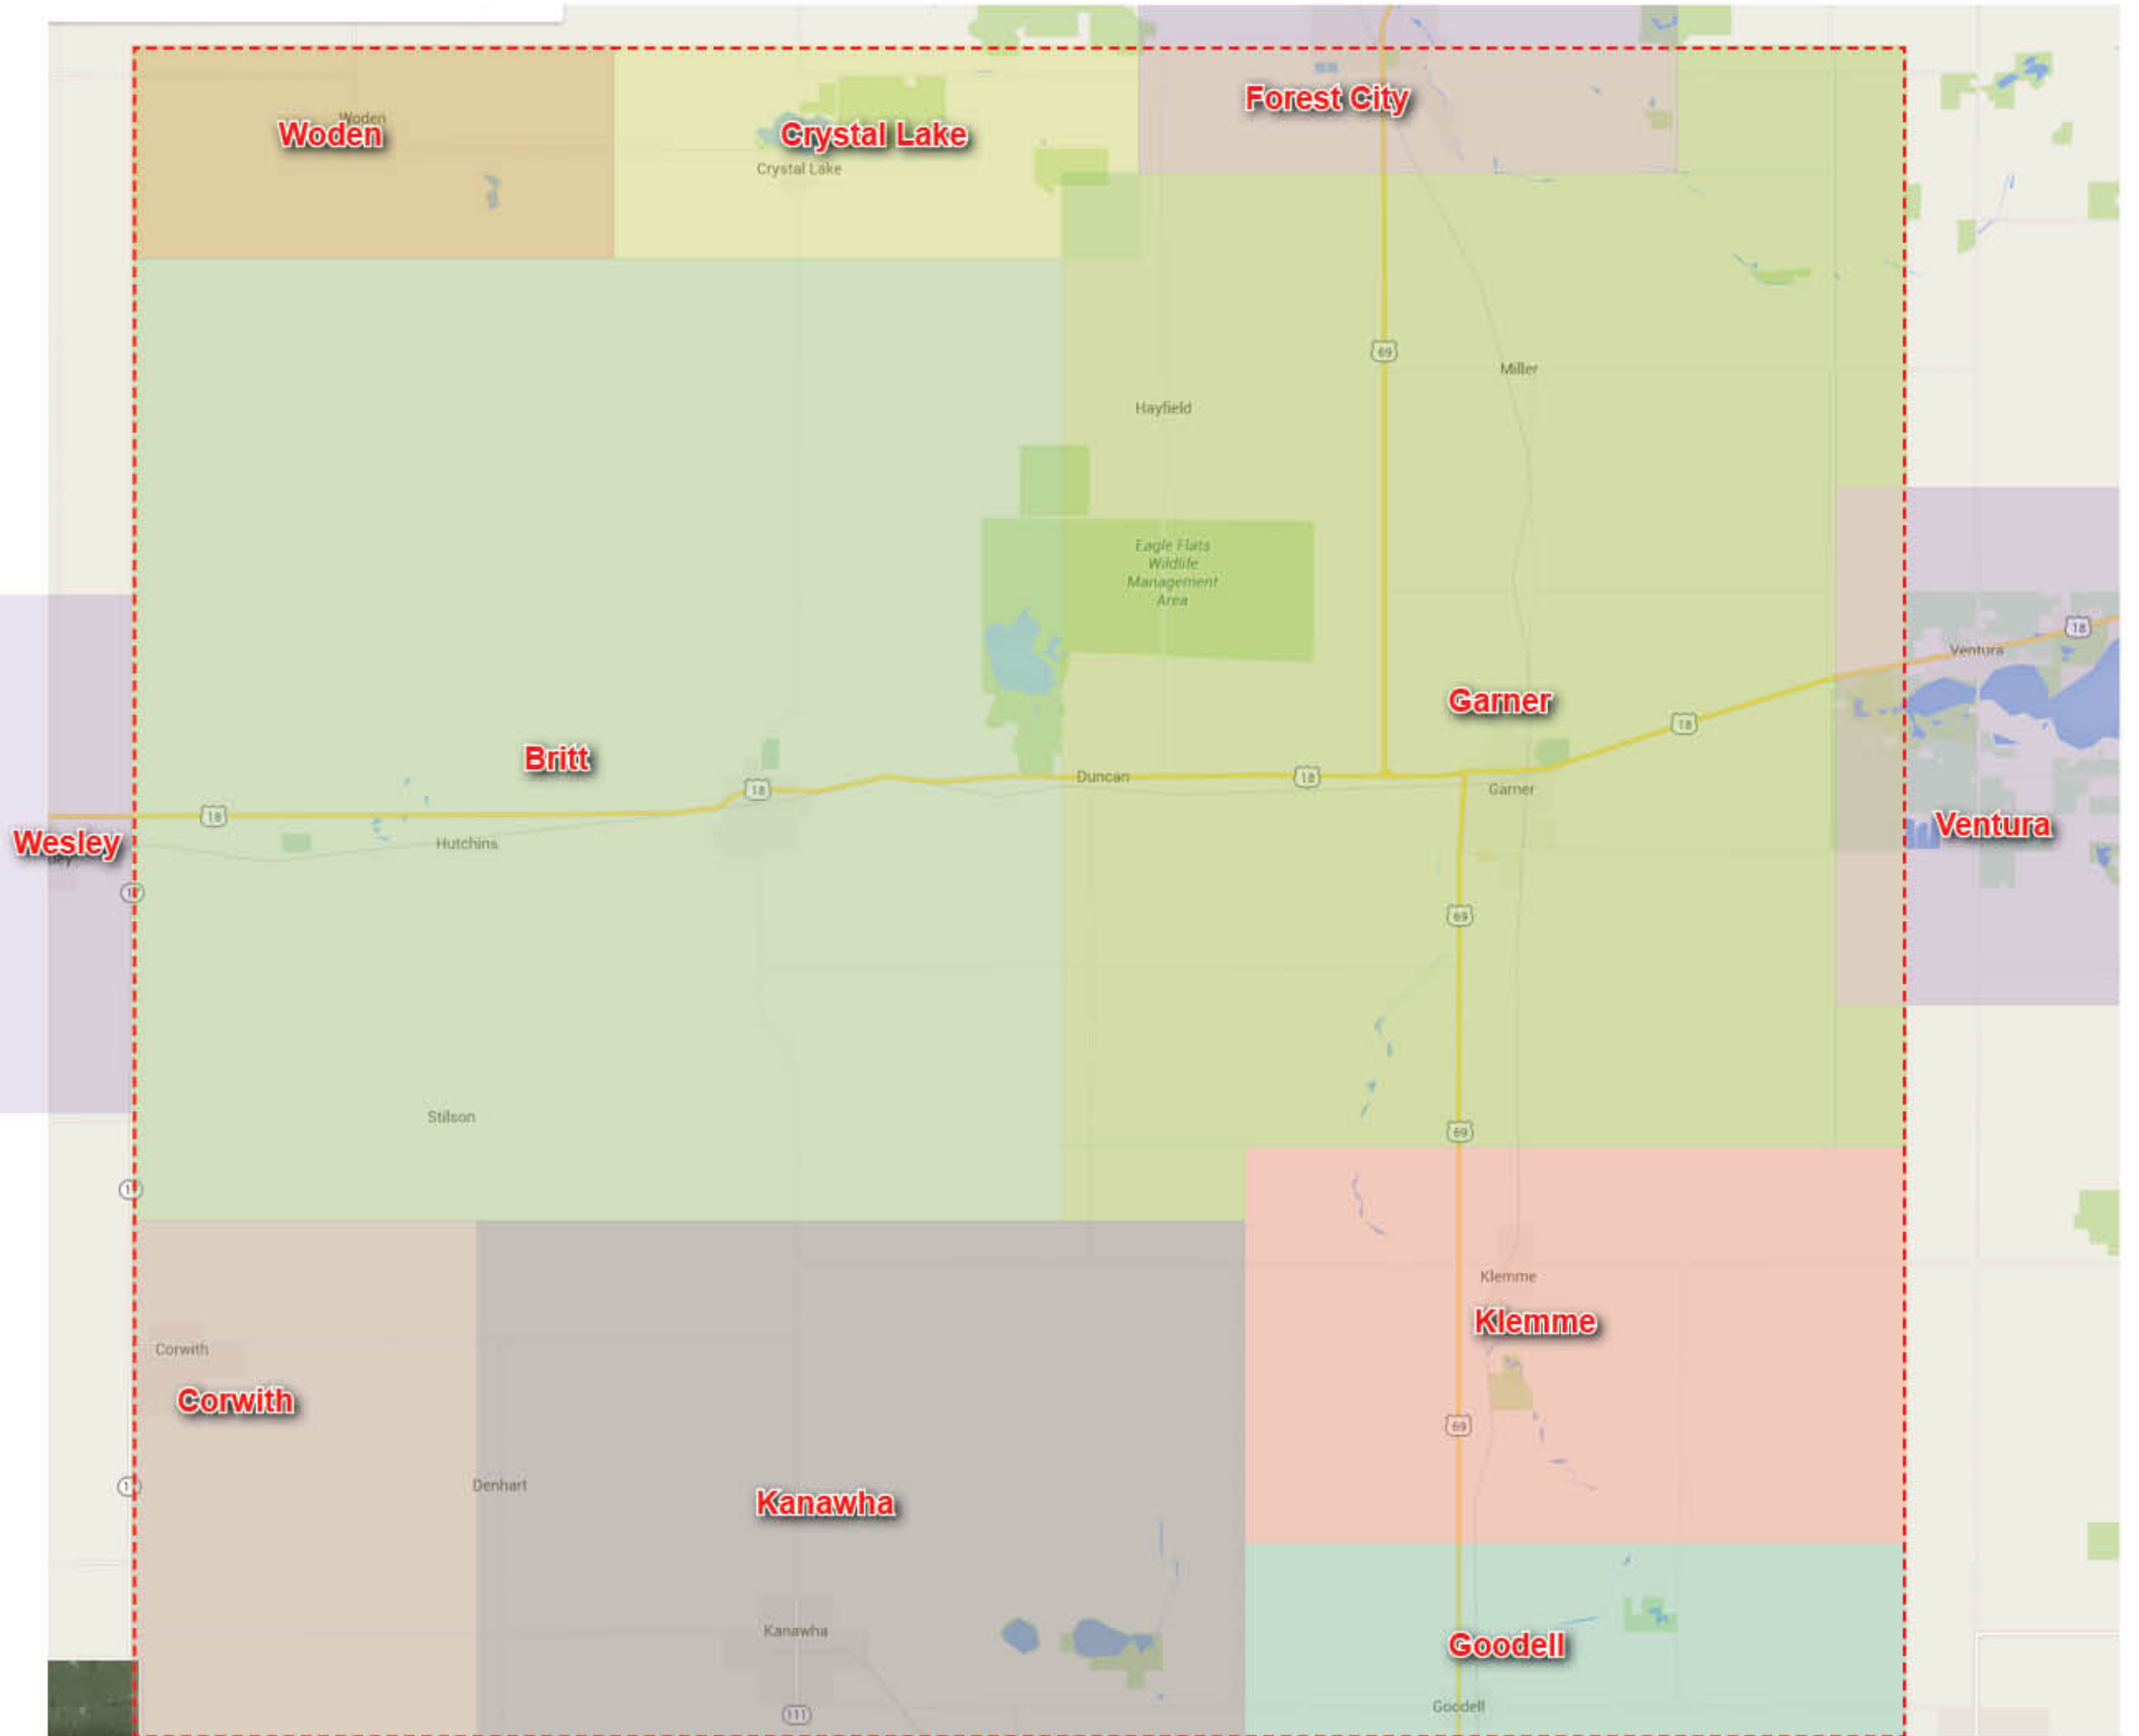 Forest City
Woden
Woden
Crystal Lake
Crystal Lake
69
Miller
Hayfield
Eagle Flats
Wildlife
Management
Area
18
Ventura
Garner
18
Britt
Duncan
18
18
Garner
18
Ventura
Wesley
Hutchins
69
Stilson
69
Klemme
Klemme
Corwith
Corwith
69
Denhart
Kanawha
Kanawha
Goodell
Goodell
111